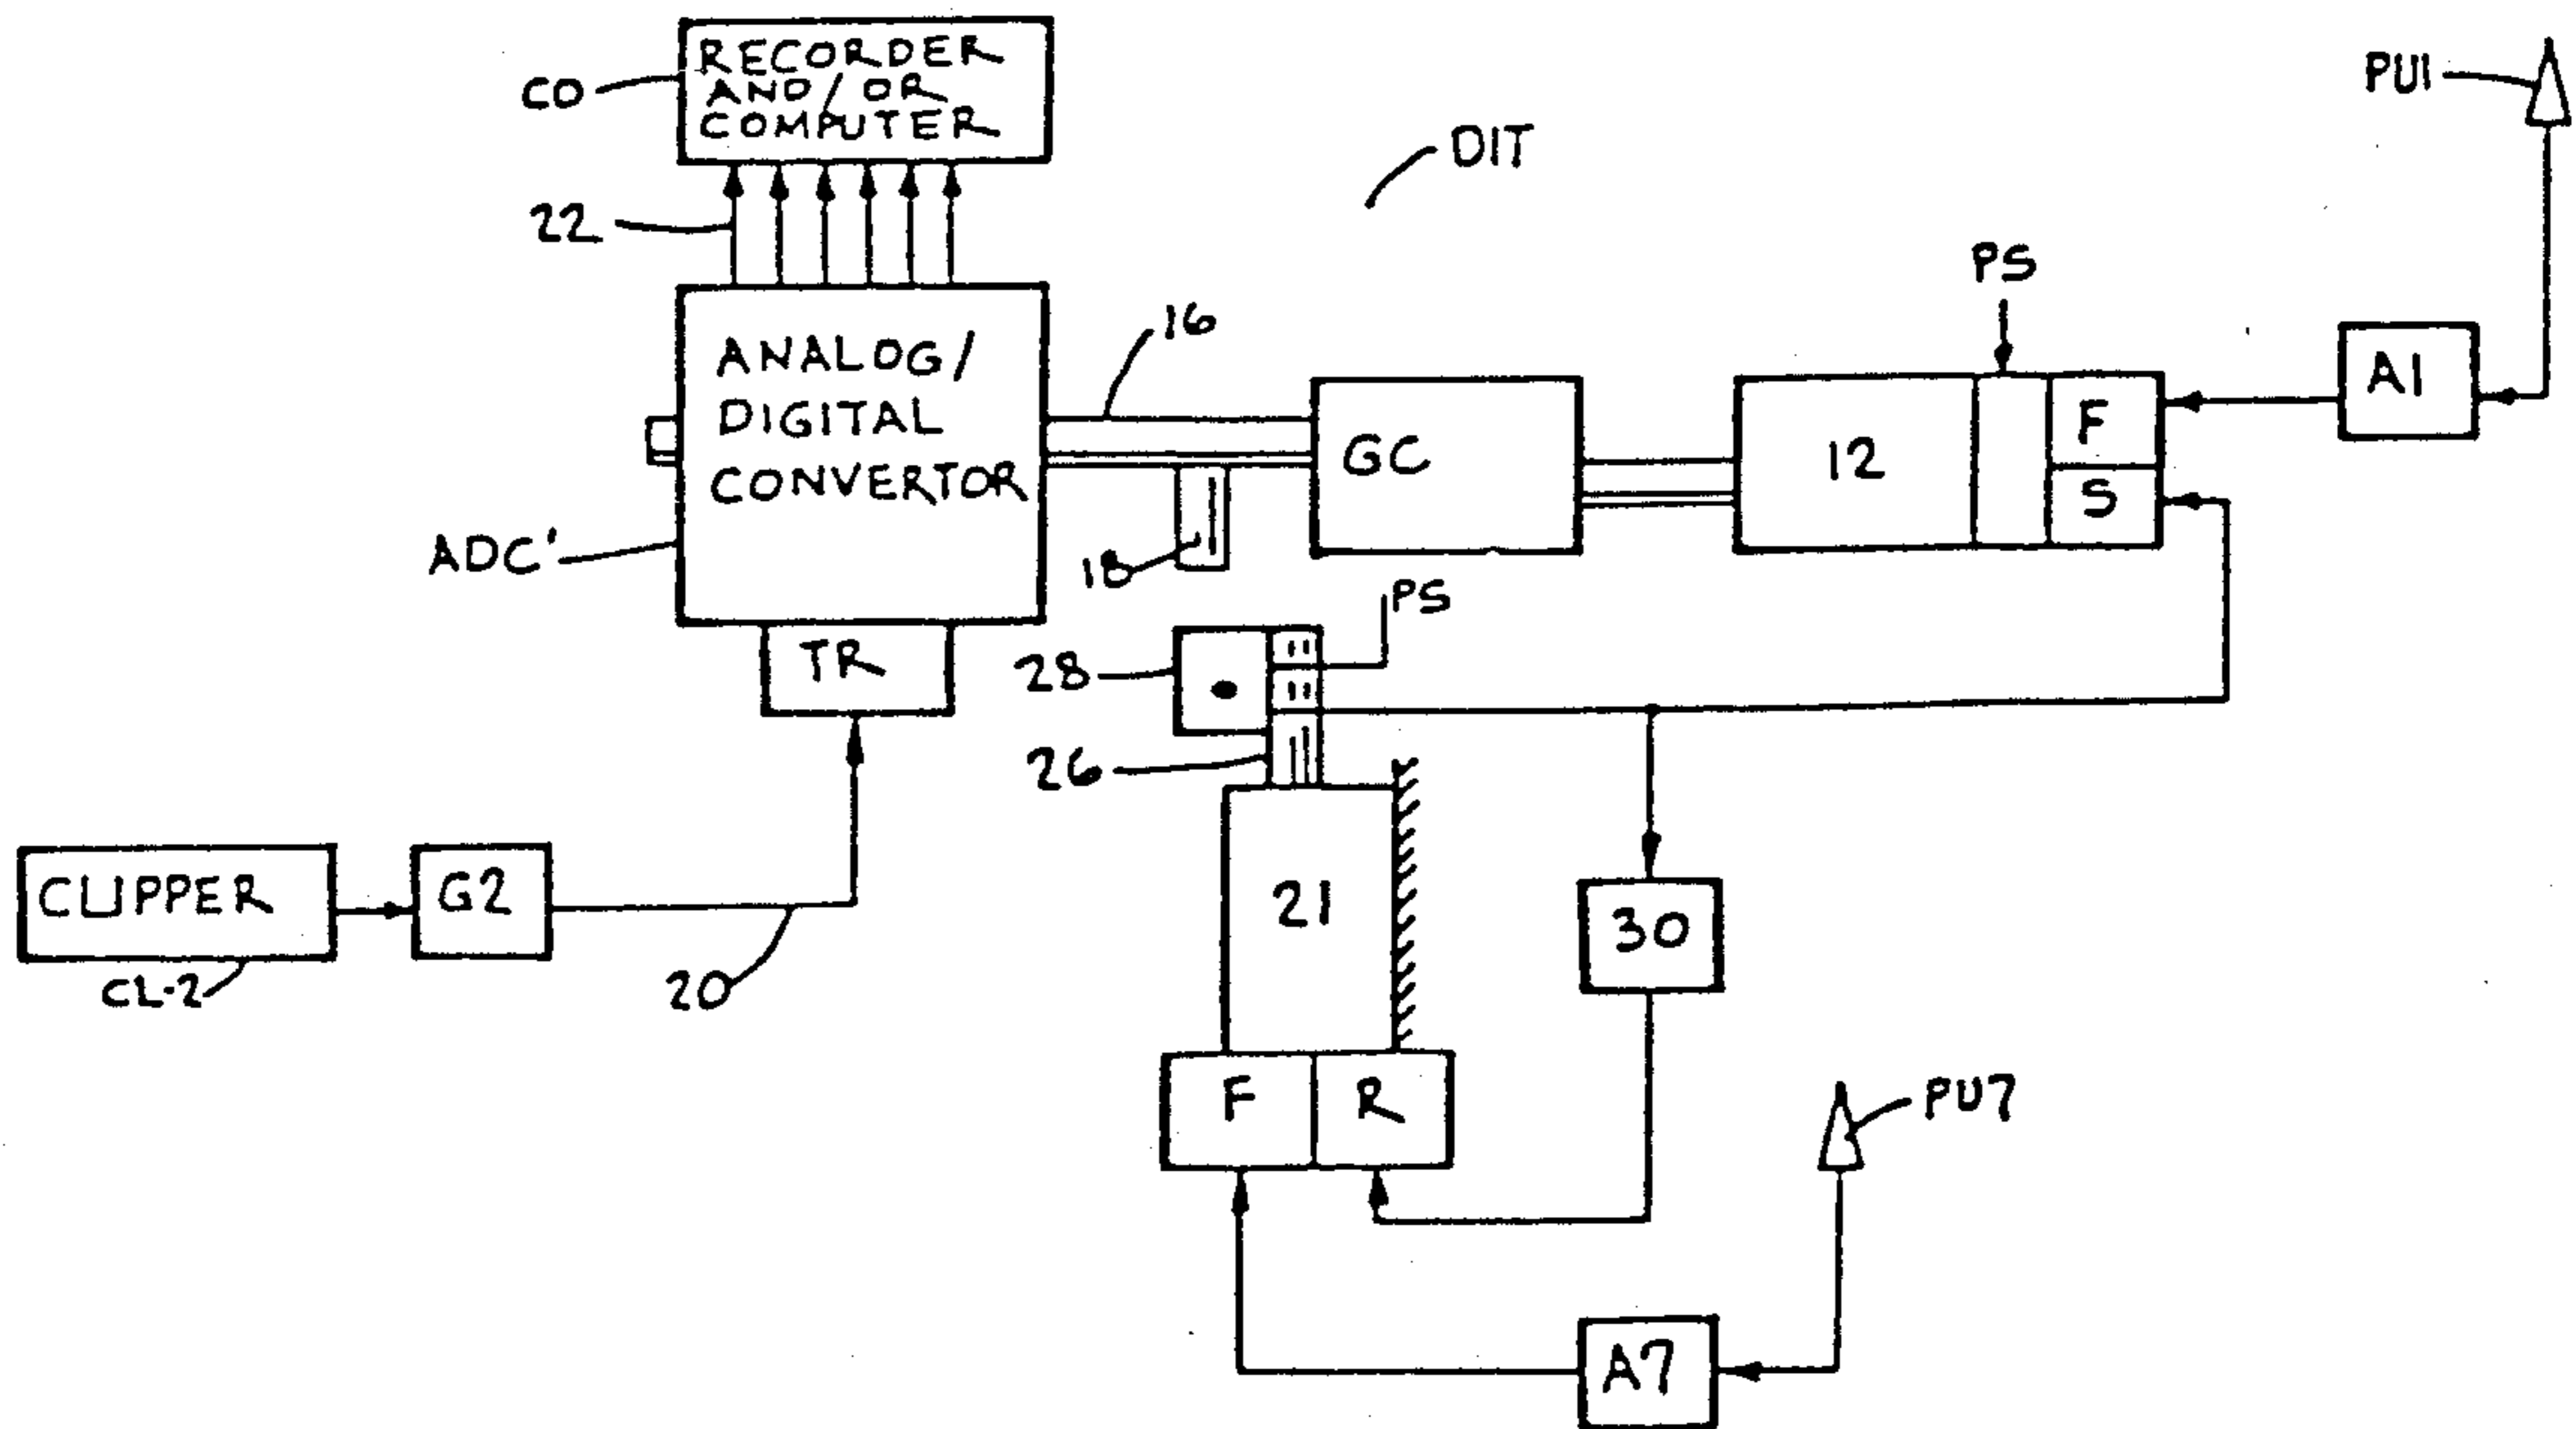 RECORDER
AND/OR
COMPUTER
CO
PU1
DIT
22
PS
16
ANALOG/
DIGITAL
CONVERTOR
A1
F
GC
12
S
ADC'
18
PS
TR
28
26
CLIPPER
G2
21
30
CL-2
20
F
R
PU7
A7